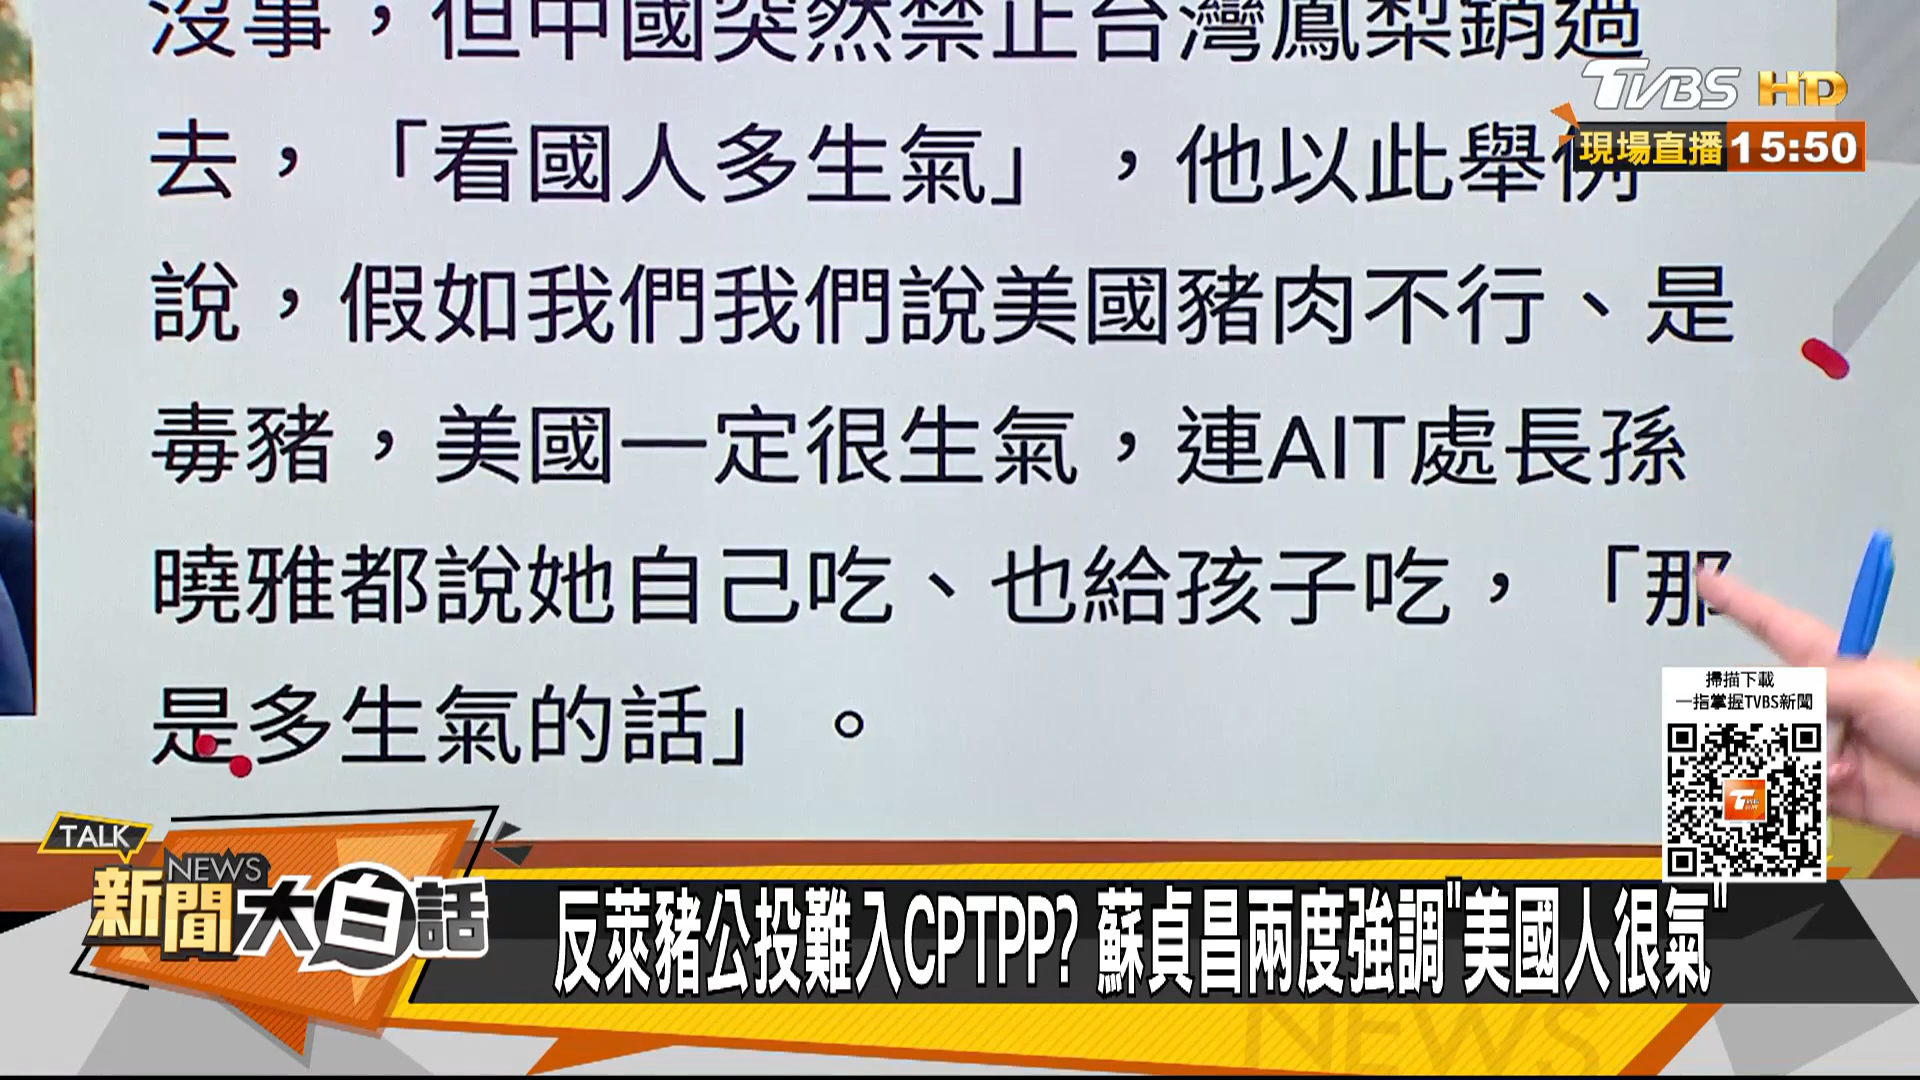 沒事，但中國突然禁止台灣鳳梨銷過
去，「看國人多生氣」，他以此舉例
說，假如我們我們說美國豬肉不行、是
毒豬，美國一定很生氣，連AIT處長孫
曉雅都說她自己吃、也給孩子吃，「那
是多生氣的話」。
TVBS HD
現場直播 15:50
掃描下載
一指掌握TVBS新聞
TALK
NEWS
新聞大白話
反萊豬公投難入CPTPP? 蘇貞昌兩度強調"美國人很氣"
NEWS